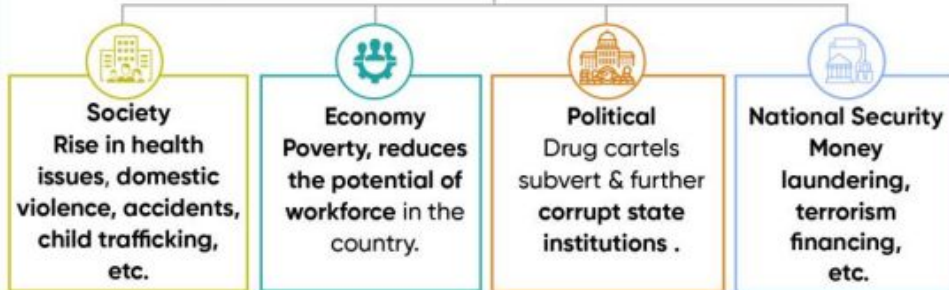 Society
Rise in health
issues, domestic
violence, accidents,
child trafficking,
etc.
Economy
Poverty, reduces
the potential of
workforce in the
country.
Political
Drug cartels
subvert & further
corrupt state
institutions .
National Security
Money
laundering,
terrorism
financing,
etc.